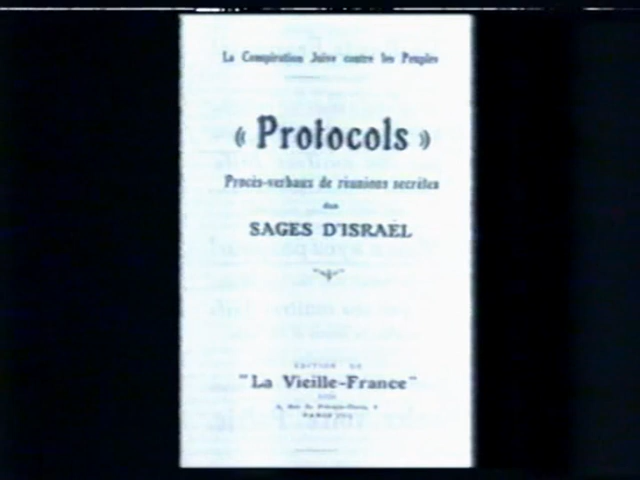 La Conspiration Juive contre les Peuples
« Protocols »
Procès-verbaux de réunions secrètes
des
SAGES D'ISRAËL
ÉDITION DE
"La Vieille-France"
PARIS